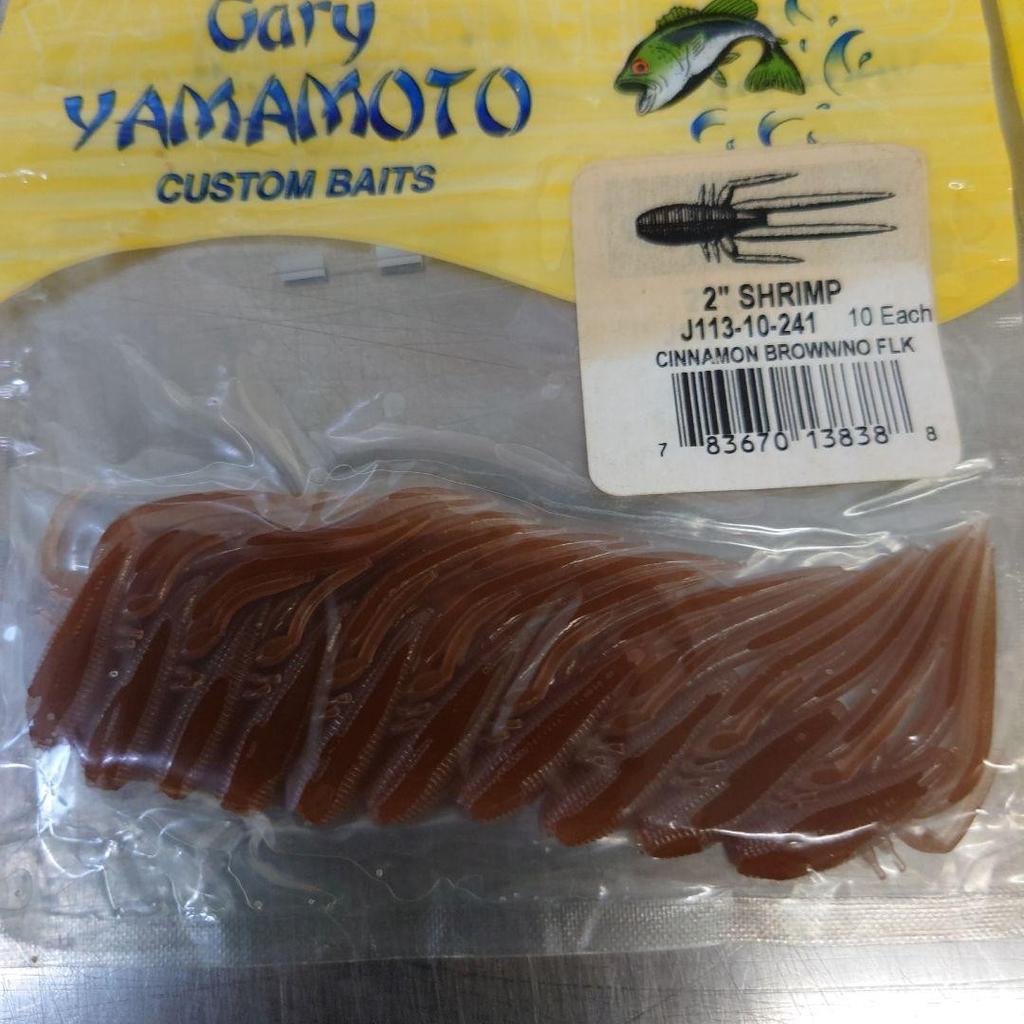 Gary
YAMAMOTO
CUSTOM BAITS
2" SHRIMP
J113-10-241 10 Each
CINNAMON BROWN/NO FLK
7 83670 13838 8